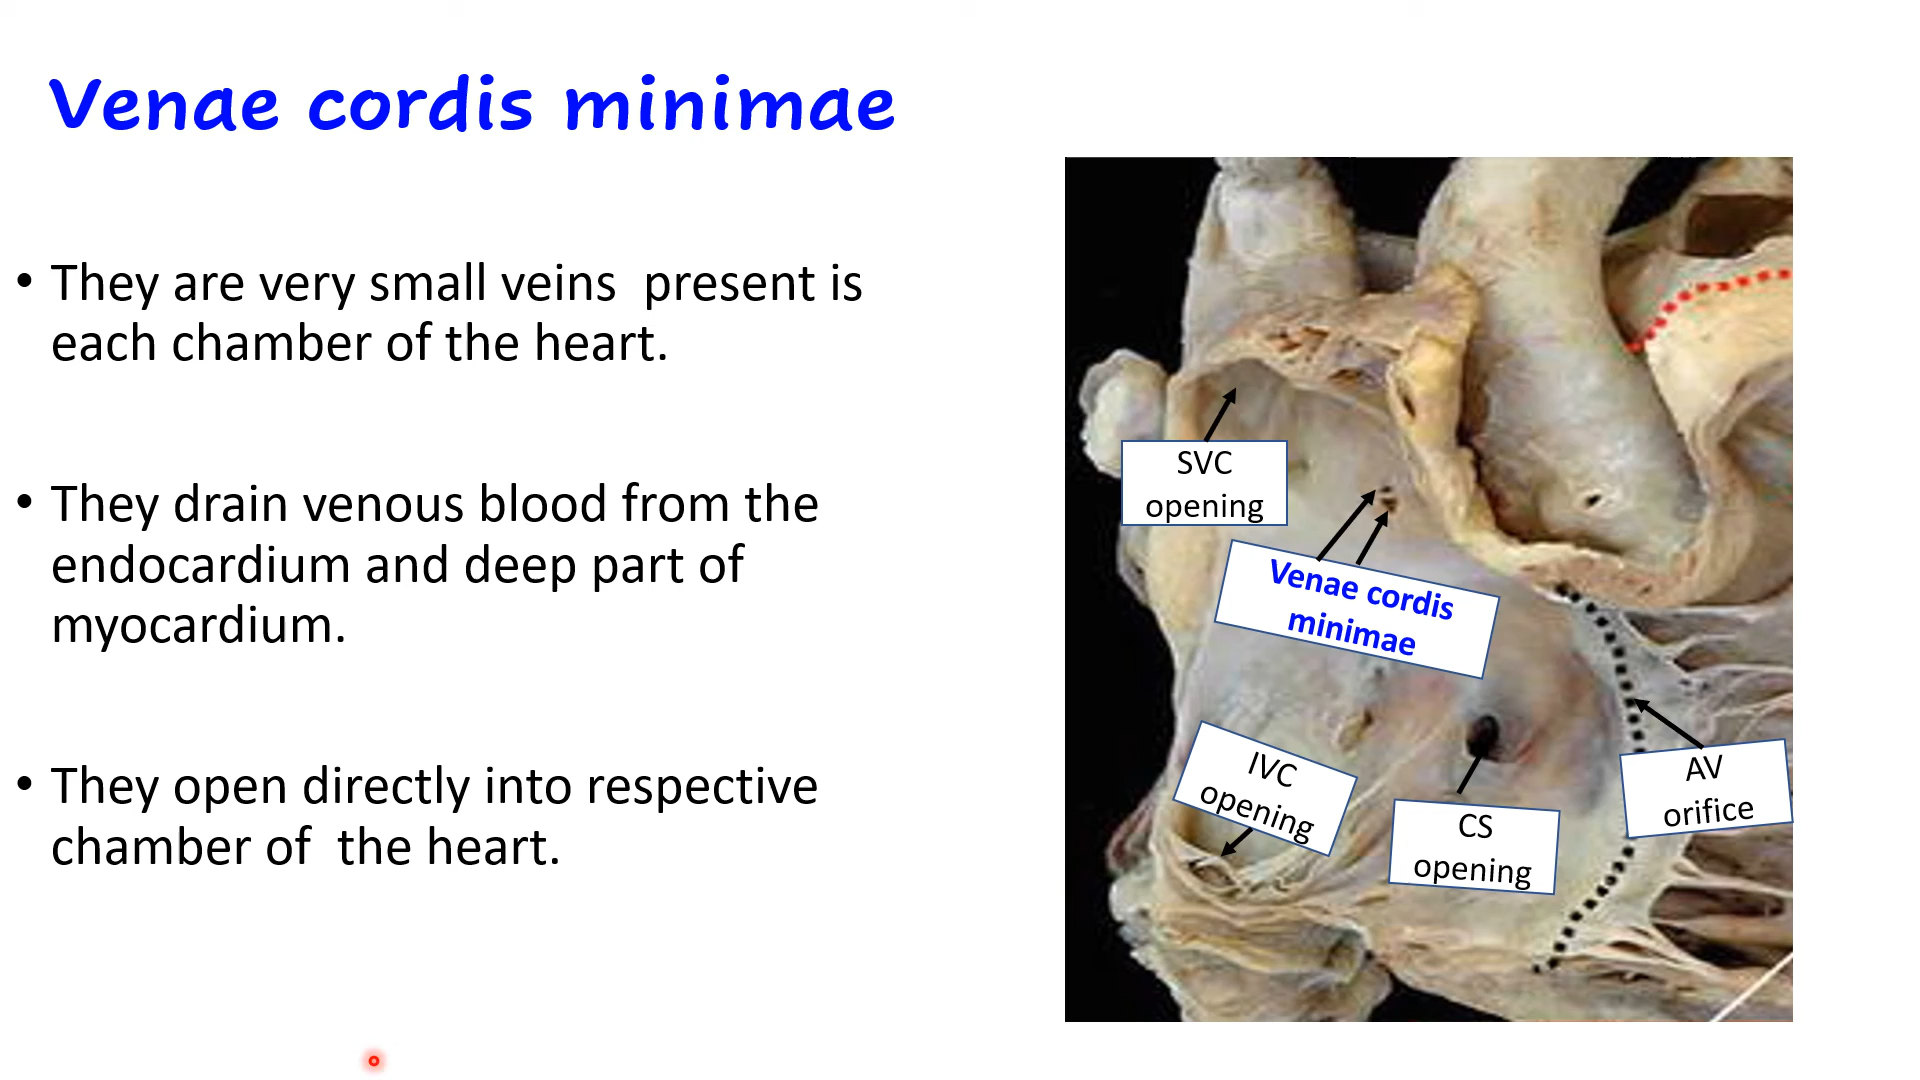 Venae cordis minimae
• They are very small veins  present is
each chamber of the heart.
• They drain venous blood from the
endocardium and deep part of
myocardium.
• They open directly into respective
chamber of  the heart.
SVC
opening
Venae cordis
minimae
IVC
opening
CS
opening
AV
orifice